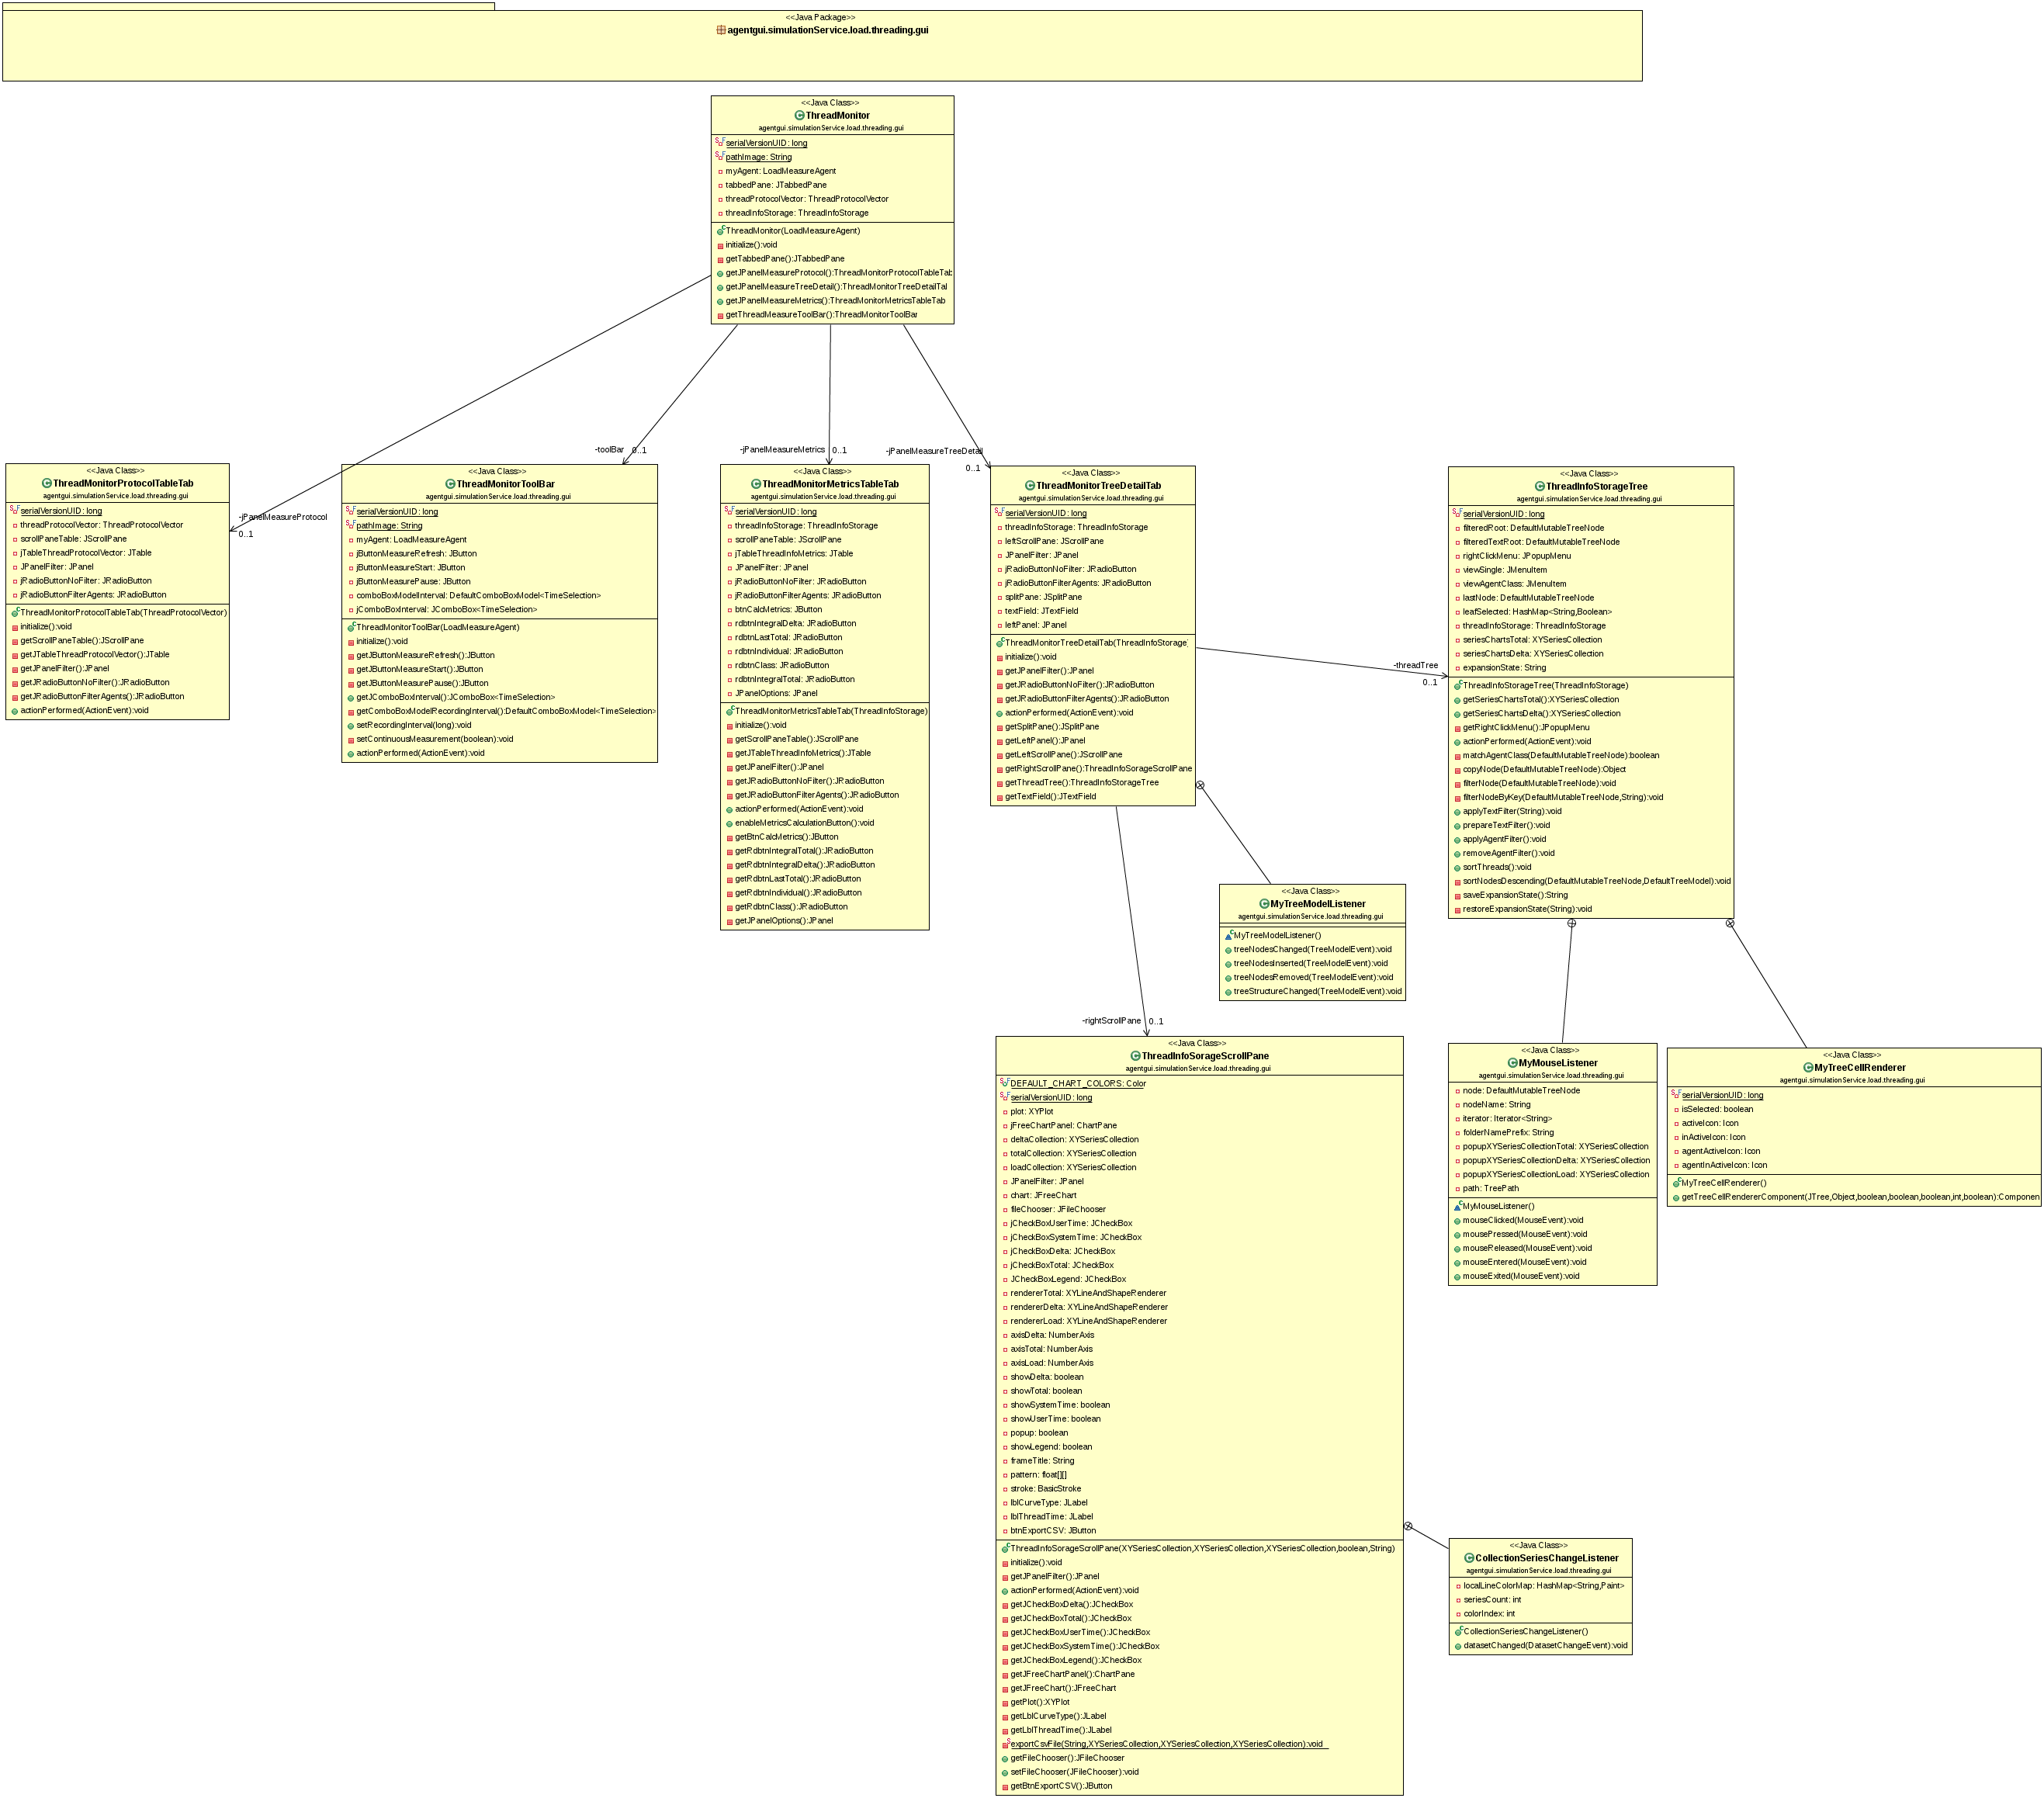 <<Java Package>>
agentgui.simulationService.load.threading.gui
<<Java Class>>
ThreadMonitor
agentgui.simulationService.load.threading.gui
serialVersionUID: long
pathImage: String
myAgent: LoadMeasureAgent
tabbedPane: JTabbedPane
threadProtocolVector: ThreadProtocolVector
threadInfoStorage: ThreadInfoStorage
ThreadMonitor(LoadMeasureAgent)
initialize():void
getTabbedPane():JTabbedPane
getJPanelMeasureProtocol():ThreadMonitorProtocolTableTab
getJPanelMeasureTreeDetail():ThreadMonitorTreeDetailTal
getJPanelMeasureMetrics():ThreadMonitorMetricsTableTab
getThreadMeasureToolBar():ThreadMonitorToolBar
-jPanelMeasureProtocol
0..1
-toolBar
0..1
-jPanelMeasureMetrics
0..1
-jPanelMeasureTreeDetail
0..1
<<Java Class>>
ThreadMonitorProtocolTableTab
agentgui.simulationService.load.threading.gui
serialVersionUID: long
threadProtocolVector: ThreadProtocolVector
scrollPaneTable: JScrollPane
jTableThreadProtocolVector: JTable
JPanelFilter: JPanel
jRadioButtonNoFilter: JRadioButton
jRadioButtonFilterAgents: JRadioButton
ThreadMonitorProtocolTableTab(ThreadProtocolVector)
initialize():void
getScrollPaneTable():JScrollPane
getJTableThreadProtocolVector():JTable
getJPanelFilter():JPanel
getJRadioButtonNoFilter():JRadioButton
getJRadioButtonFilterAgents():JRadioButton
actionPerformed(ActionEvent):void
<<Java Class>>
ThreadMonitorToolBar
agentgui.simulationService.load.threading.gui
serialVersionUID: long
pathImage: String
myAgent: LoadMeasureAgent
jButtonMeasureRefresh: JButton
jButtonMeasureStart: JButton
jButtonMeasurePause: JButton
comboBoxModelInterval: DefaultComboBoxModel<TimeSelection>
jComboBoxInterval: JComboBox<TimeSelection>
ThreadMonitorToolBar(LoadMeasureAgent)
initialize():void
getJButtonMeasureRefresh():JButton
getJButtonMeasureStart():JButton
getJButtonMeasurePause():JButton
getJComboBoxInterval():JComboBox<TimeSelection>
getComboBoxModelRecordingInterval():DefaultComboBoxModel<TimeSelection>
setRecordingInterval(long):void
setContinuousMeasurement(boolean):void
actionPerformed(ActionEvent):void
<<Java Class>>
ThreadMonitorMetricsTableTab
agentgui.simulationService.load.threading.gui
serialVersionUID: long
threadInfoStorage: ThreadInfoStorage
scrollPaneTable: JScrollPane
jTableThreadInfoMetrics: JTable
JPanelFilter: JPanel
jRadioButtonNoFilter: JRadioButton
jRadioButtonFilterAgents: JRadioButton
btnCalcMetrics: JButton
rdbtnIntegralDelta: JRadioButton
rdbtnLastTotal: JRadioButton
rdbtnIndividual: JRadioButton
rdbtnClass: JRadioButton
rdbtnIntegralTotal: JRadioButton
JPanelOptions: JPanel
ThreadMonitorMetricsTableTab(ThreadInfoStorage)
initialize():void
getScrollPaneTable():JScrollPane
getJTableThreadInfoMetrics():JTable
getJPanelFilter():JPanel
getJRadioButtonNoFilter():JRadioButton
getJRadioButtonFilterAgents():JRadioButton
actionPerformed(ActionEvent):void
enableMetricsCalculationButton():void
getBtnCalcMetrics():JButton
getRdbtnIntegralTotal():JRadioButton
getRdbtnIntegralDelta():JRadioButton
getRdbtnLastTotal():JRadioButton
getRdbtnIndividual():JRadioButton
getRdbtnClass():JRadioButton
getJPanelOptions():JPanel
<<Java Class>>
ThreadMonitorTreeDetailTab
agentgui.simulationService.load.threading.gui
serialVersionUID: long
threadInfoStorage: ThreadInfoStorage
leftScrollPane: JScrollPane
JPanelFilter: JPanel
jRadioButtonNoFilter: JRadioButton
jRadioButtonFilterAgents: JRadioButton
splitPane: JSplitPane
textField: JTextField
leftPanel: JPanel
ThreadMonitorTreeDetailTab(ThreadInfoStorage)
initialize():void
getJPanelFilter():JPanel
getJRadioButtonNoFilter():JRadioButton
getJRadioButtonFilterAgents():JRadioButton
actionPerformed(ActionEvent):void
getSplitPane():JSplitPane
getLeftPanel():JPanel
getLeftScrollPane():JScrollPane
getRightScrollPane():ThreadInfoSorageScrollPane
getThreadTree():ThreadInfoStorageTree
getTextField():JTextField
-threadTree
0..1
<<Java Class>>
ThreadInfoStorageTree
agentgui.simulationService.load.threading.gui
serialVersionUID: long
filteredRoot: DefaultMutableTreeNode
filteredTextRoot: DefaultMutableTreeNode
rightClickMenu: JPopupMenu
viewSingle: JMenuItem
viewAgentClass: JMenuItem
lastNode: DefaultMutableTreeNode
leafSelected: HashMap<String,Boolean>
threadInfoStorage: ThreadInfoStorage
seriesChartsTotal: XYSeriesCollection
seriesChartsDelta: XYSeriesCollection
expansionState: String
ThreadInfoStorageTree(ThreadInfoStorage)
getSeriesChartsTotal():XYSeriesCollection
getSeriesChartsDelta():XYSeriesCollection
getRightClickMenu():JPopupMenu
actionPerformed(ActionEvent):void
matchAgentClass(DefaultMutableTreeNode):boolean
copyNode(DefaultMutableTreeNode):Object
filterNode(DefaultMutableTreeNode):void
filterNodeByKey(DefaultMutableTreeNode,String):void
applyTextFilter(String):void
prepareTextFilter():void
applyAgentFilter():void
removeAgentFilter():void
sortThreads():void
sortNodesDescending(DefaultMutableTreeNode,DefaultTreeModel):void
saveExpansionState():String
restoreExpansionState(String):void
<<Java Class>>
MyTreeModelListener
agentgui.simulationService.load.threading.gui
MyTreeModelListener()
treeNodesChanged(TreeModelEvent):void
treeNodesInserted(TreeModelEvent):void
treeNodesRemoved(TreeModelEvent):void
treeStructureChanged(TreeModelEvent):void
-rightScrollPane
0..1
<<Java Class>>
ThreadInfoSorageScrollPane
agentgui.simulationService.load.threading.gui
DEFAULT_CHART_COLORS: Color
serialVersionUID: long
plot: XYPlot
jFreeChartPanel: ChartPane
deltaCollection: XYSeriesCollection
totalCollection: XYSeriesCollection
loadCollection: XYSeriesCollection
JPanelFilter: JPanel
chart: JFreeChart
fileChooser: JFileChooser
jCheckBoxUserTime: JCheckBox
jCheckBoxSystemTime: JCheckBox
jCheckBoxDelta: JCheckBox
jCheckBoxTotal: JCheckBox
JCheckBoxLegend: JCheckBox
rendererTotal: XYLineAndShapeRenderer
rendererDelta: XYLineAndShapeRenderer
rendererLoad: XYLineAndShapeRenderer
axisDelta: NumberAxis
axisTotal: NumberAxis
axisLoad: NumberAxis
showDelta: boolean
showTotal: boolean
showSystemTime: boolean
showUserTime: boolean
popup: boolean
showLegend: boolean
frameTitle: String
pattern: float[][]
stroke: BasicStroke
lblCurveType: JLabel
lblThreadTime: JLabel
btnExportCSV: JButton
ThreadInfoSorageScrollPane(XYSeriesCollection,XYSeriesCollection,XYSeriesCollection,boolean,String)
initialize():void
getJPanelFilter():JPanel
actionPerformed(ActionEvent):void
getJCheckBoxDelta():JCheckBox
getJCheckBoxTotal():JCheckBox
getJCheckBoxUserTime():JCheckBox
getJCheckBoxSystemTime():JCheckBox
getJCheckBoxLegend():JCheckBox
getJFreeChartPanel():ChartPane
getJFreeChart():JFreeChart
getPlot():XYPlot
getLblCurveType():JLabel
getLblThreadTime():JLabel
exportCsvFile(String,XYSeriesCollection,XYSeriesCollection,XYSeriesCollection):void
getFileChooser():JFileChooser
setFileChooser(JFileChooser):void
getBtnExportCSV():JButton
<<Java Class>>
MyMouseListener
agentgui.simulationService.load.threading.gui
node: DefaultMutableTreeNode
nodeName: String
iterator: Iterator<String>
folderNamePrefix: String
popupXYSeriesCollectionTotal: XYSeriesCollection
popupXYSeriesCollectionDelta: XYSeriesCollection
popupXYSeriesCollectionLoad: XYSeriesCollection
path: TreePath
MyMouseListener()
mouseClicked(MouseEvent):void
mousePressed(MouseEvent):void
mouseReleased(MouseEvent):void
mouseEntered(MouseEvent):void
mouseExited(MouseEvent):void
<<Java Class>>
MyTreeCellRenderer
agentgui.simulationService.load.threading.gui
serialVersionUID: long
isSelected: boolean
activeIcon: Icon
inActiveIcon: Icon
agentActiveIcon: Icon
agentInActiveIcon: Icon
MyTreeCellRenderer()
getTreeCellRendererComponent(JTree,Object,boolean,boolean,boolean,int,boolean):Componen
<<Java Class>>
CollectionSeriesChangeListener
agentgui.simulationService.load.threading.gui
localLineColorMap: HashMap<String,Paint>
seriesCount: int
colorIndex: int
CollectionSeriesChangeListener()
datasetChanged(DatasetChangeEvent):void